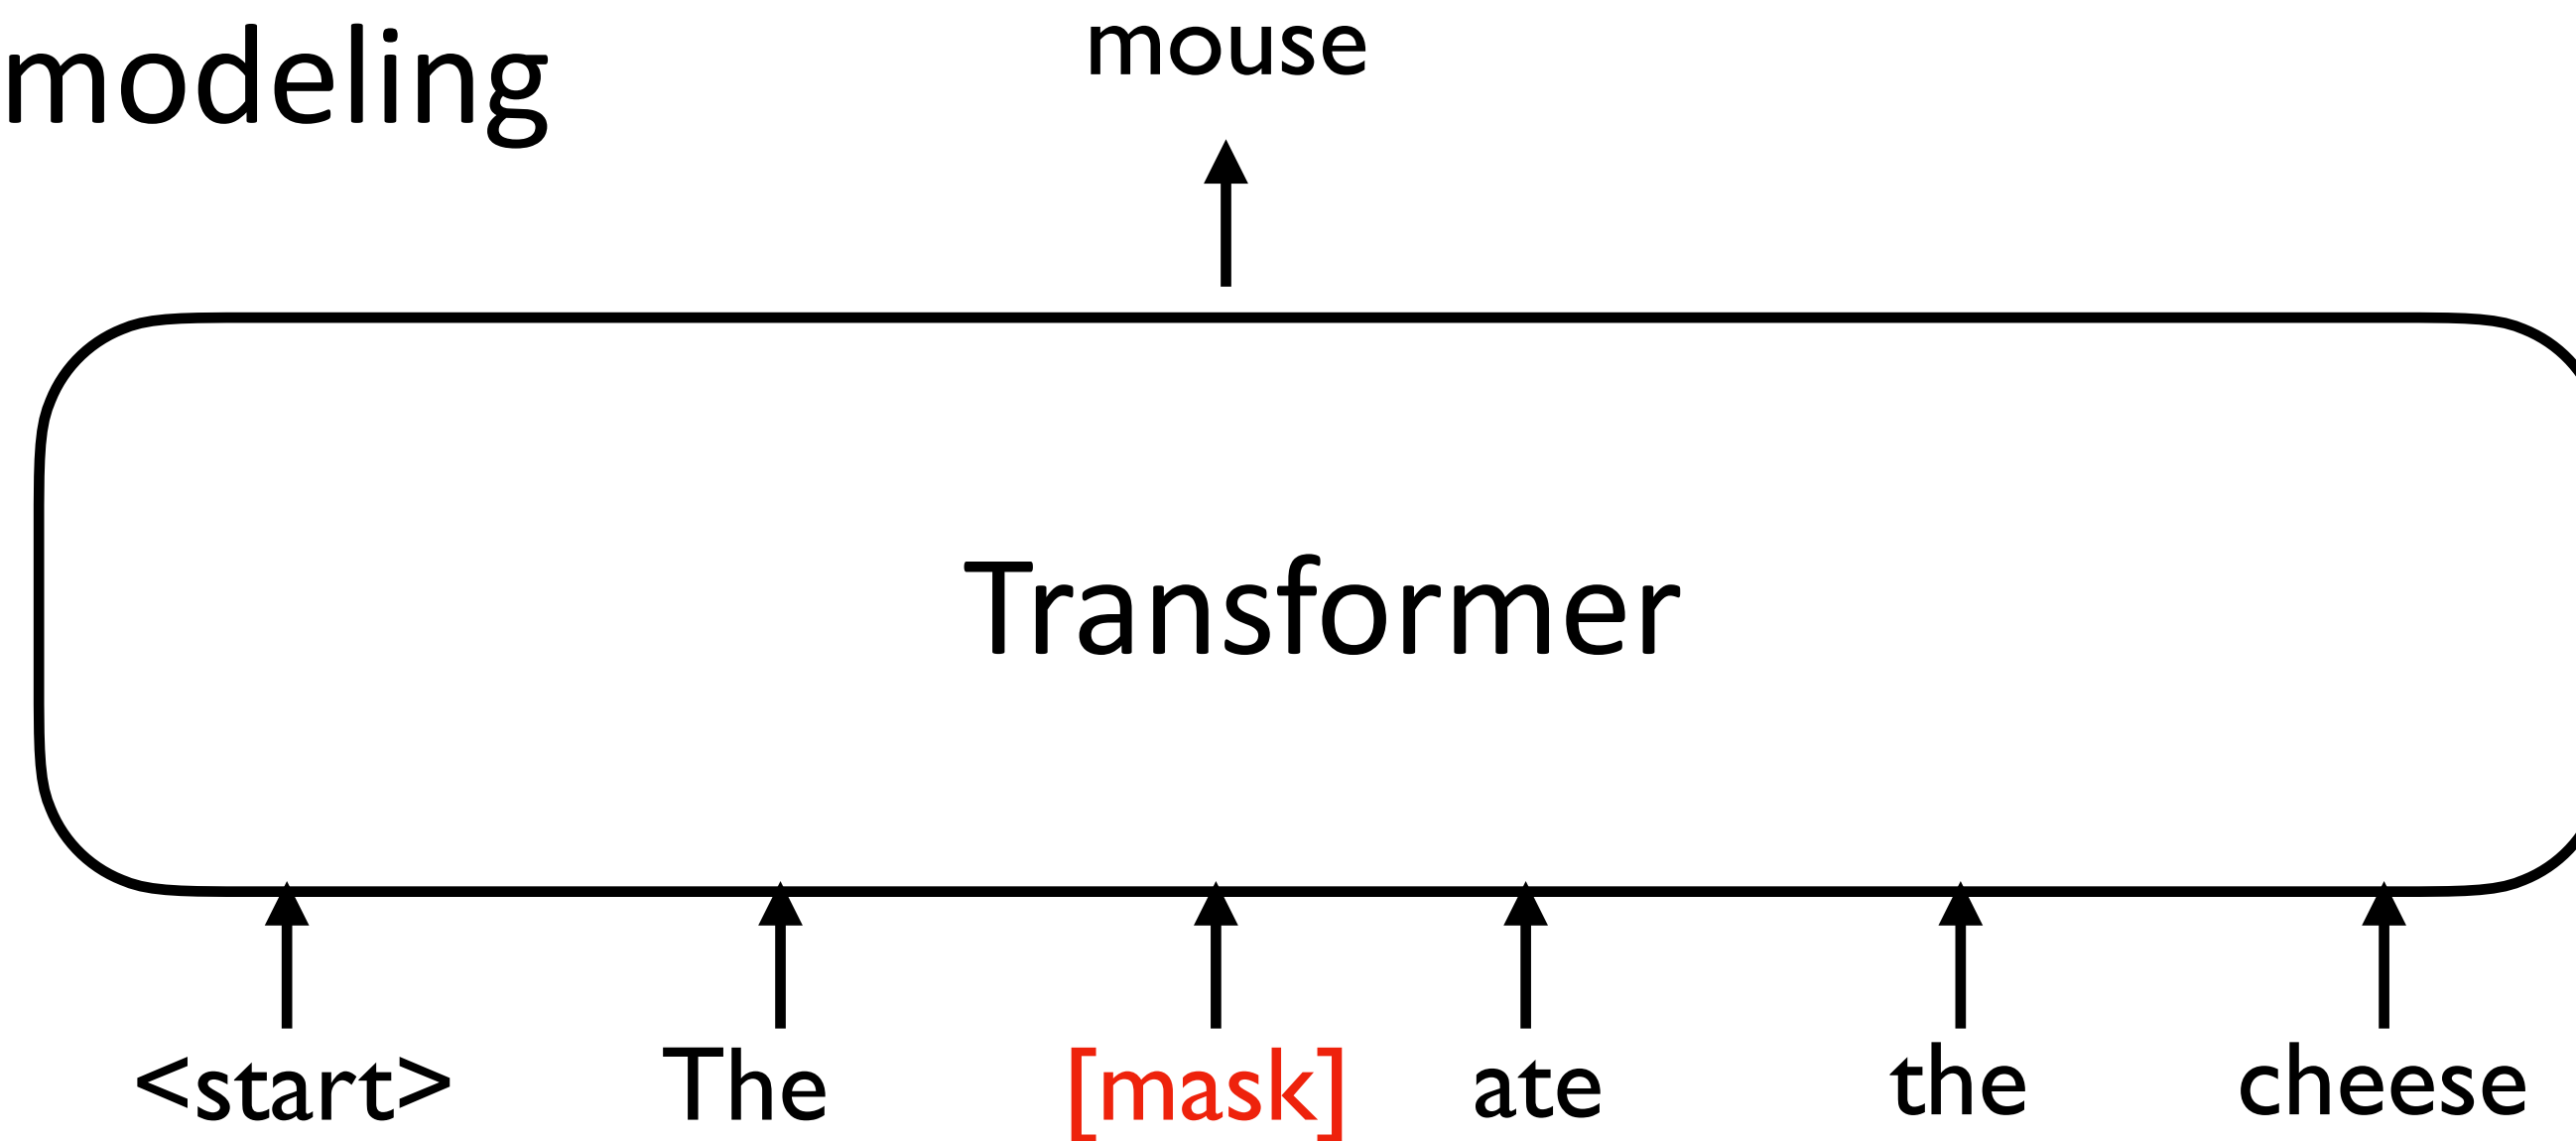 modeling
mouse
Transformer
<start> The [mask] ate the cheese